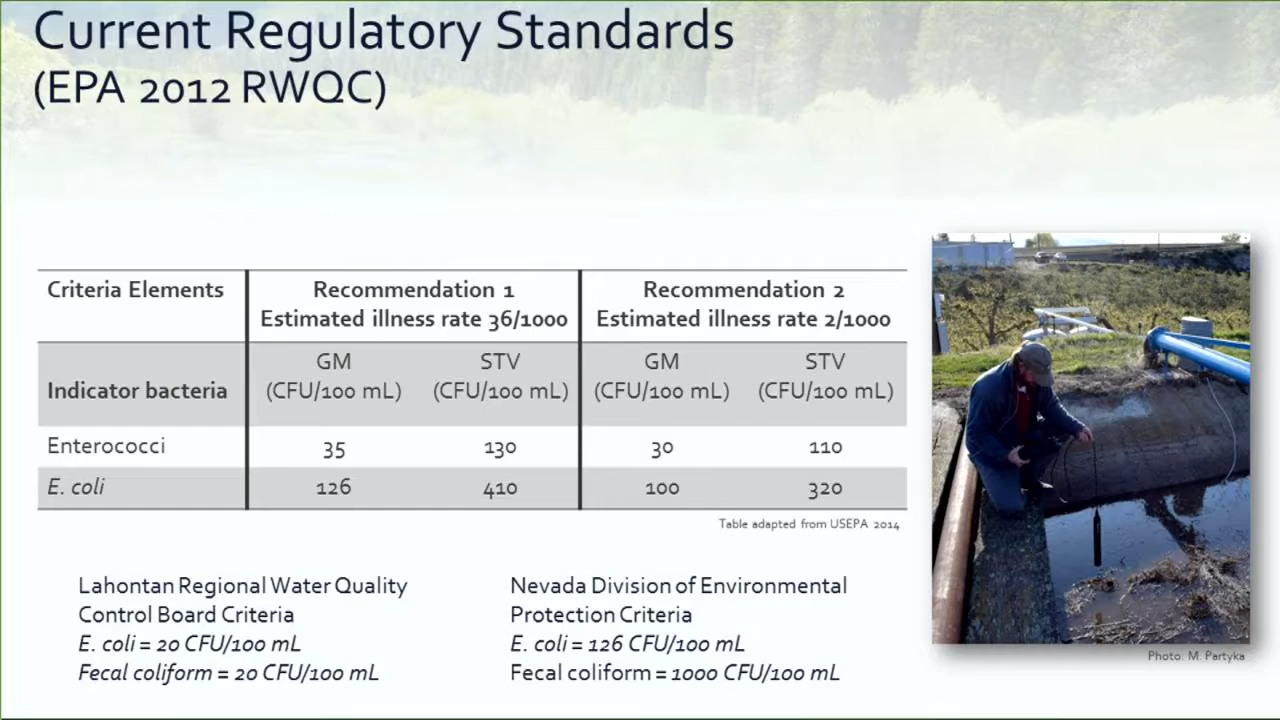 Current Regulatory Standards
(EPA 2012 RWQC)
Criteria Elements
Recommendation 1
Estimated illness rate 36/1000
Recommendation 2
Estimated illness rate 2/1000
Indicator bacteria
GM
(CFU/100 mL)
STV
(CFU/100 mL)
GM
(CFU/100 mL)
STV
(CFU/100 mL)
Enterococci 35 130 30 110
E. coli 126 410 100 320
Table adapted from USEPA 2014
Lahontan Regional Water Quality
Control Board Criteria
E. coli = 20 CFU/100 mL
Fecal coliform = 20 CFU/100 mL
Nevada Division of Environmental
Protection Criteria
E. coli = 126 CFU/100 mL
Fecal coliform = 1000 CFU/100 mL
Photo: M. Partyka